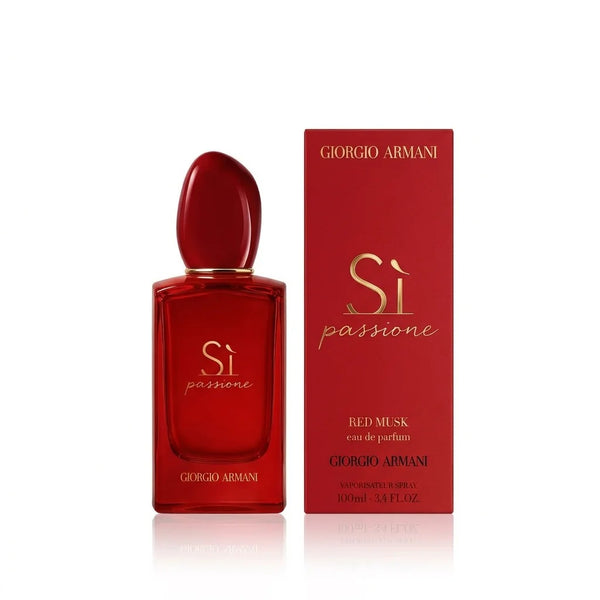 Sì
passione
GIORGIO ARMANI
GIORGIO ARMANI
Sì
passione
RED MUSK
eau de parfum
GIORGIO ARMANI
VAPORISATEUR SPRAY
100ml - 3,4 FL.OZ.